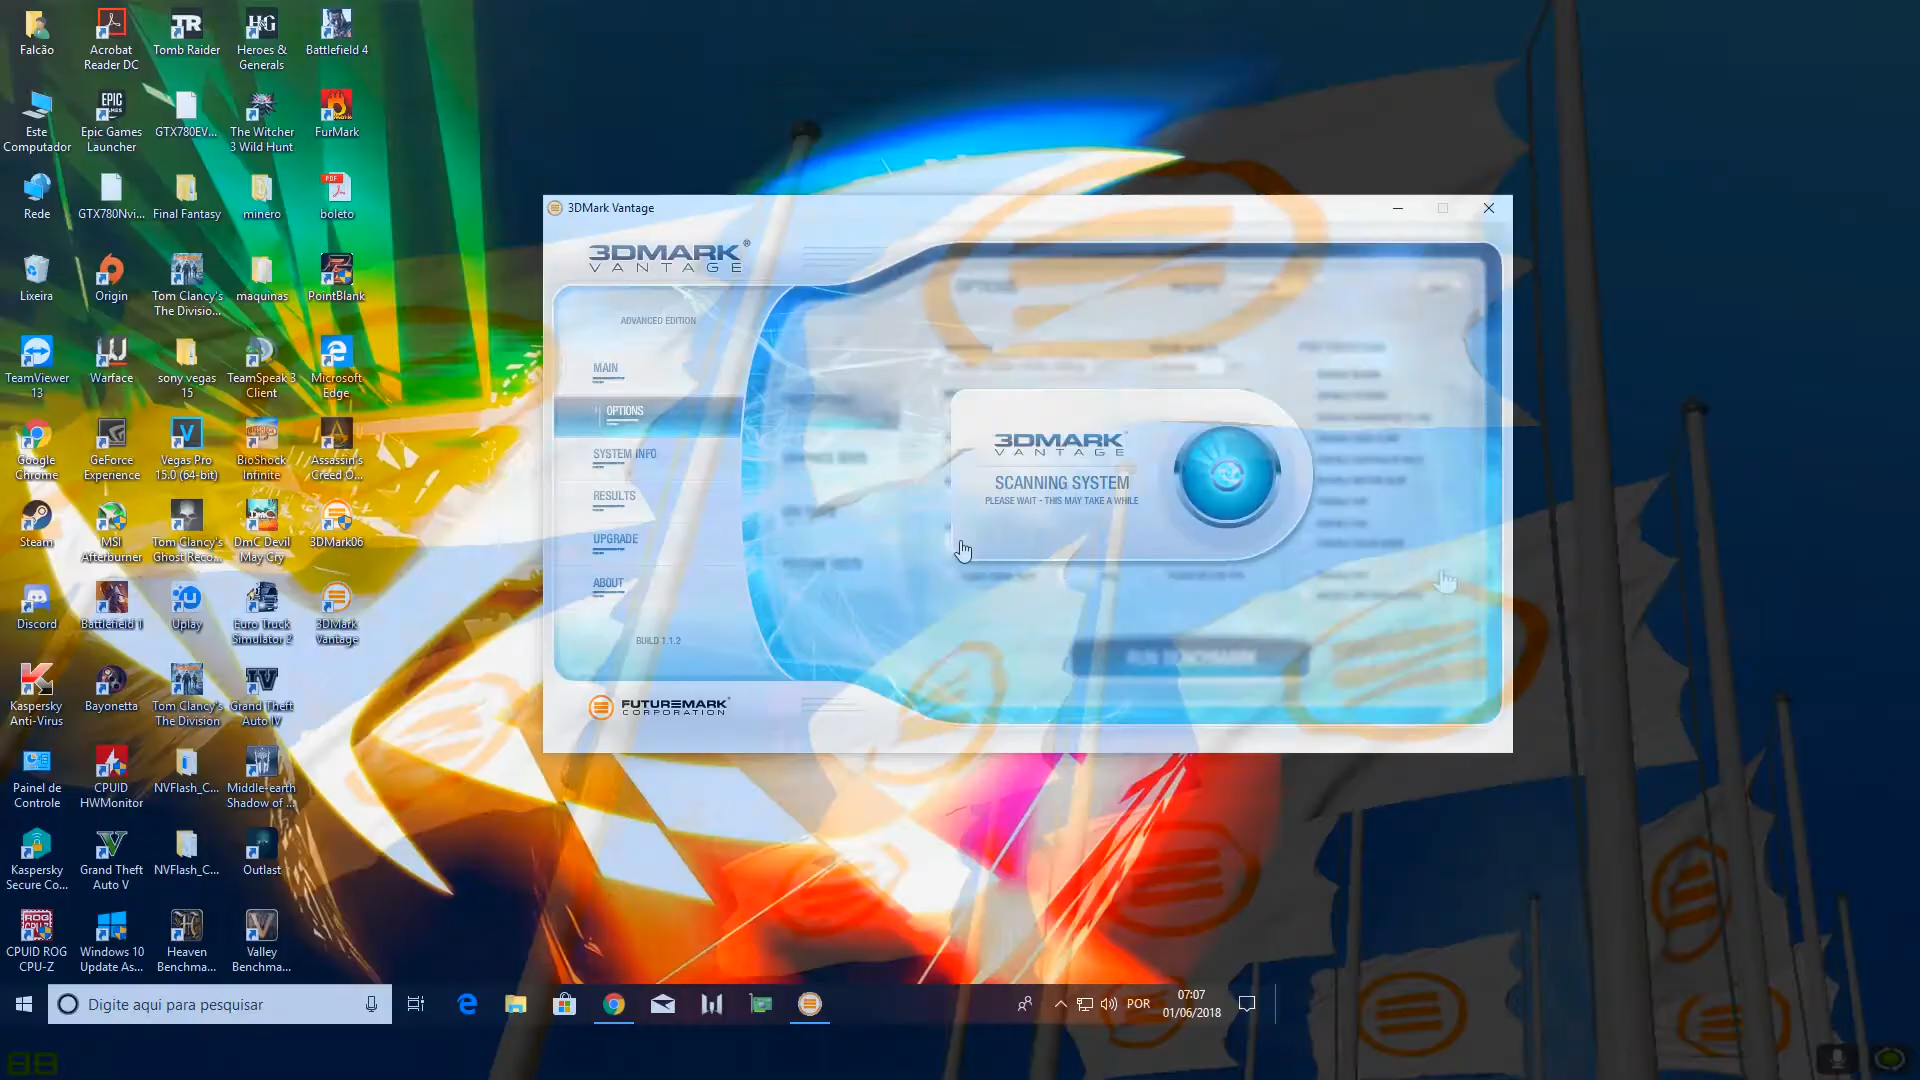 Falcão
Acrobat
Reader DC
Tomb Raider
Heroes &
Generals
Battlefield 4
Este
Computador
Epic Games
Launcher
GTX780EV...
The Witcher
3 Wild Hunt
FurMark
Rede
GTX780Nvi...
Final Fantasy
minero
boleto
Lixeira
Origin
Tom Clancy's
The Divisio...
maquinas
PointBlank
TeamViewer
13
Warface
sony vegas
15
TeamSpeak 3
Client
Microsoft
Edge
Google
Chrome
GeForce
Experience
Vegas Pro
15.0 (64-bit)
BioShock
Infinite
Assassin's
Creed O...
Steam
MSI
Afterburner
Tom Clancy's
Ghost Reco...
DmC Devil
May Cry
3DMark06
Discord
Battlefield 1
Uplay
Euro Truck
Simulator 2
3DMark
Vantage
Kaspersky
Anti-Virus
Bayonetta
Tom Clancy's
The Division
Grand Theft
Auto IV
Painel de
Controle
CPUID
HWMonitor
NVFlash_C...
Middle-earth
Shadow of ...
Kaspersky
Secure Co...
Grand Theft
Auto V
NVFlash_C...
Outlast
CPUID ROG
CPU-Z
Windows 10
Update As...
Heaven
Benchma...
Valley
Benchma...
3DMark Vantage
3DMARK®
VANTAGE
ADVANCED EDITION
MAIN
OPTIONS
SYSTEM INFO
RESULTS
UPGRADE
ABOUT
BUILD 1.1.2
FUTUREMARK
CORPORATION
3DMARK
VANTAGE
SCANNING SYSTEM
PLEASE WAIT - THIS MAY TAKE A WHILE
RUN BENCHMARK
Digite aqui para pesquisar
POR
07:07
01/06/2018
88